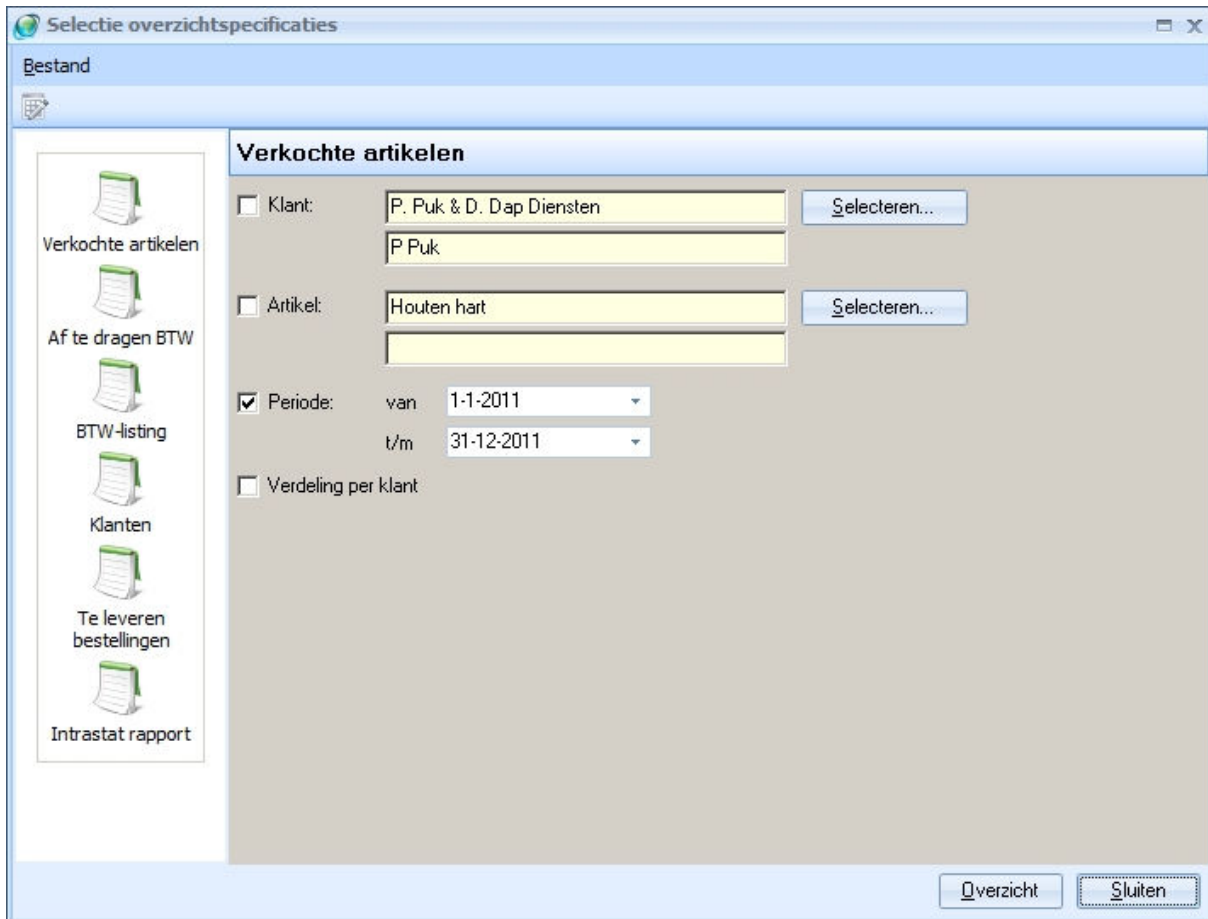 Selectie overzichtspecificaties
Bestand
Verkochte artikelen
Af te dragen BTW
BTW-listing
Klanten
Te leveren
bestellingen
Intrastat rapport
Verkochte artikelen
Klant: P. Puk & D. Dap Diensten Selecteren...
P Puk
Artikel: Houten hart Selecteren...
Periode: van 1-1-2011
t/m 31-12-2011
Verdeling per klant
Overzicht Sluiten